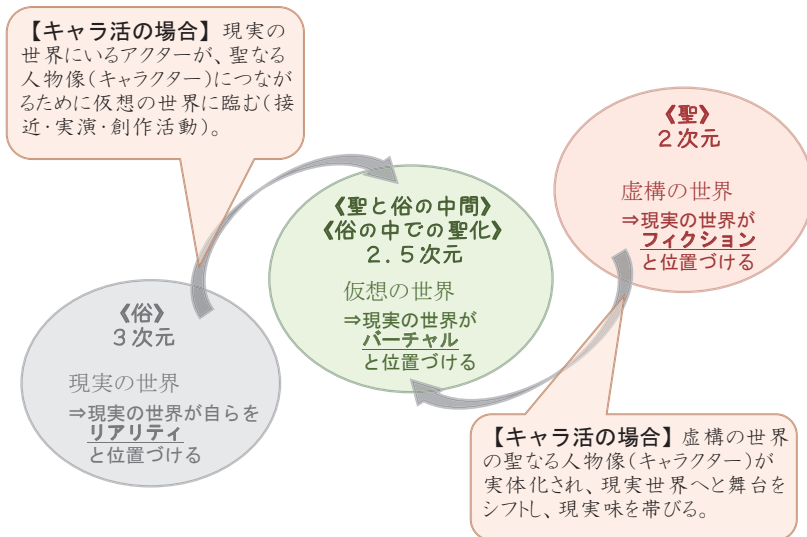 【キャラ活の場合】現実の
世界にいるアクターが、聖なる
人物像(キャラクター)につなが
るために仮想の世界に臨む(接
近・実演・創作活動)。
《聖》
2次元
虚構の世界
⇒現実の世界が
フィクション
と位置づける
《聖と俗の中間》
《俗の中での聖化》
2.5次元
仮想の世界
⇒現実の世界が
バーチャル
と位置づける
《俗》
3次元
現実の世界
⇒現実の世界が自らを
リアリティ
と位置づける
【キャラ活の場合】虚構の世界
の聖なる人物像(キャラクター)が
実体化され、現実世界へと舞台を
シフトし、現実味を帯びる。